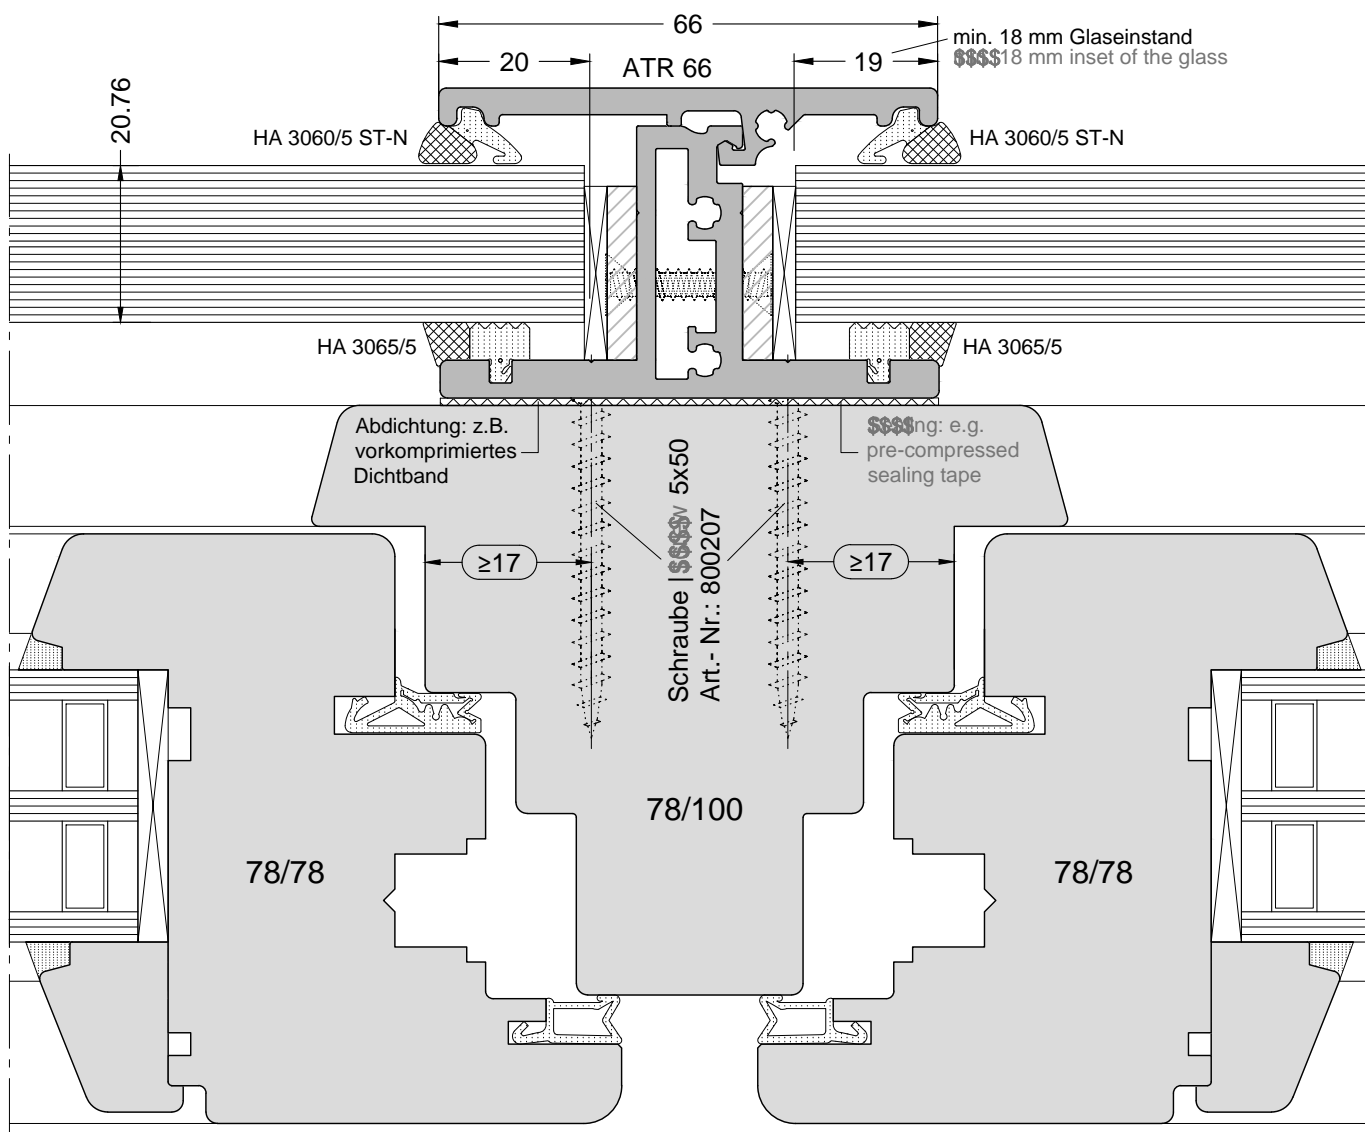 66
20
ATR 66
19
min. 18 mm Glaseinstand
$$$$18 mm inset of the glass
20.76
HA 3060/5 ST-N
HA 3060/5 ST-N
HA 3065/5
HA 3065/5
Abdichtung: z.B.
vorkomprimiertes
Dichtband
$$$$ng: e.g.
pre-compressed
sealing tape
Schraube | $$$$w 5x50
Art.- Nr.: 800207
≥17
≥17
78/100
78/78
78/78